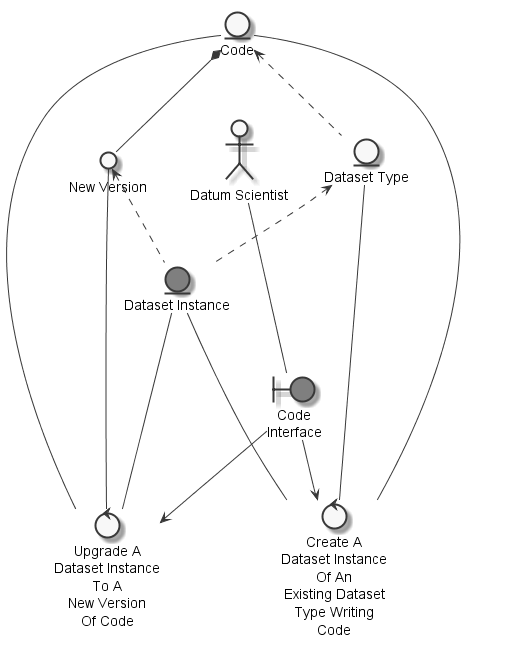 Code
New Version
Datum Scientist
Dataset Type
Dataset Instance
Code
Interface
Upgrade A
Dataset Instance
To A
New Version
Of Code
Create A
Dataset Instance
Of An
Existing Dataset
Type Writing
Code